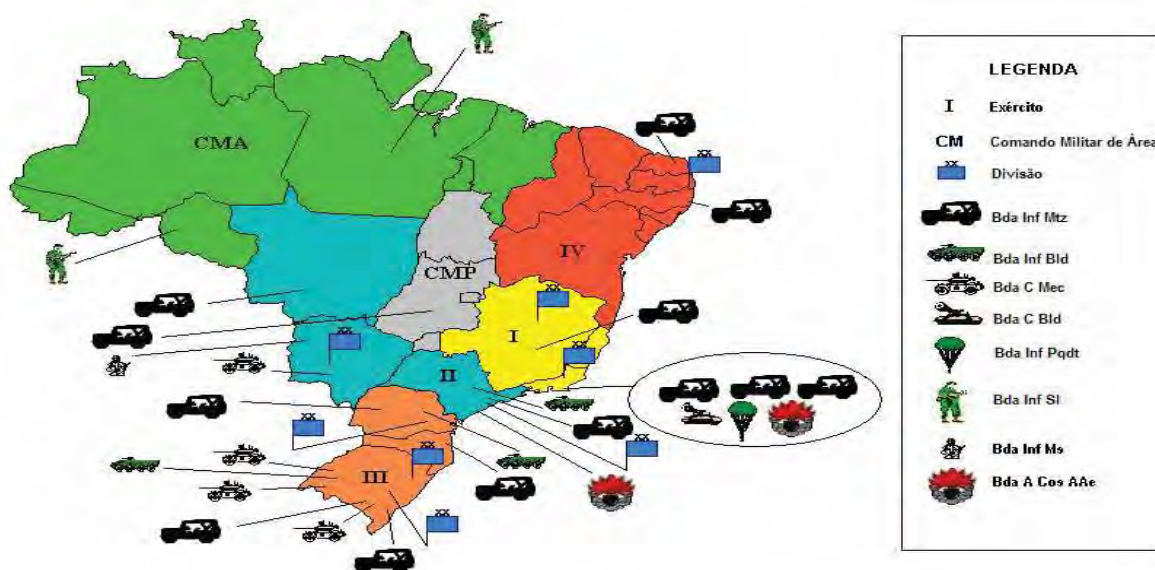 CMA
CMP
IV
I
II
III
LEGENDA
I Exército
CM Comando Militar de Área
Divisão
Bda Inf Mtz
Bda Inf Bld
Bda C Mec
Bda C Bld
Bda Inf Pqdt
Bda Inf Sl
Bda Inf Ms
Bda A Cos AAe